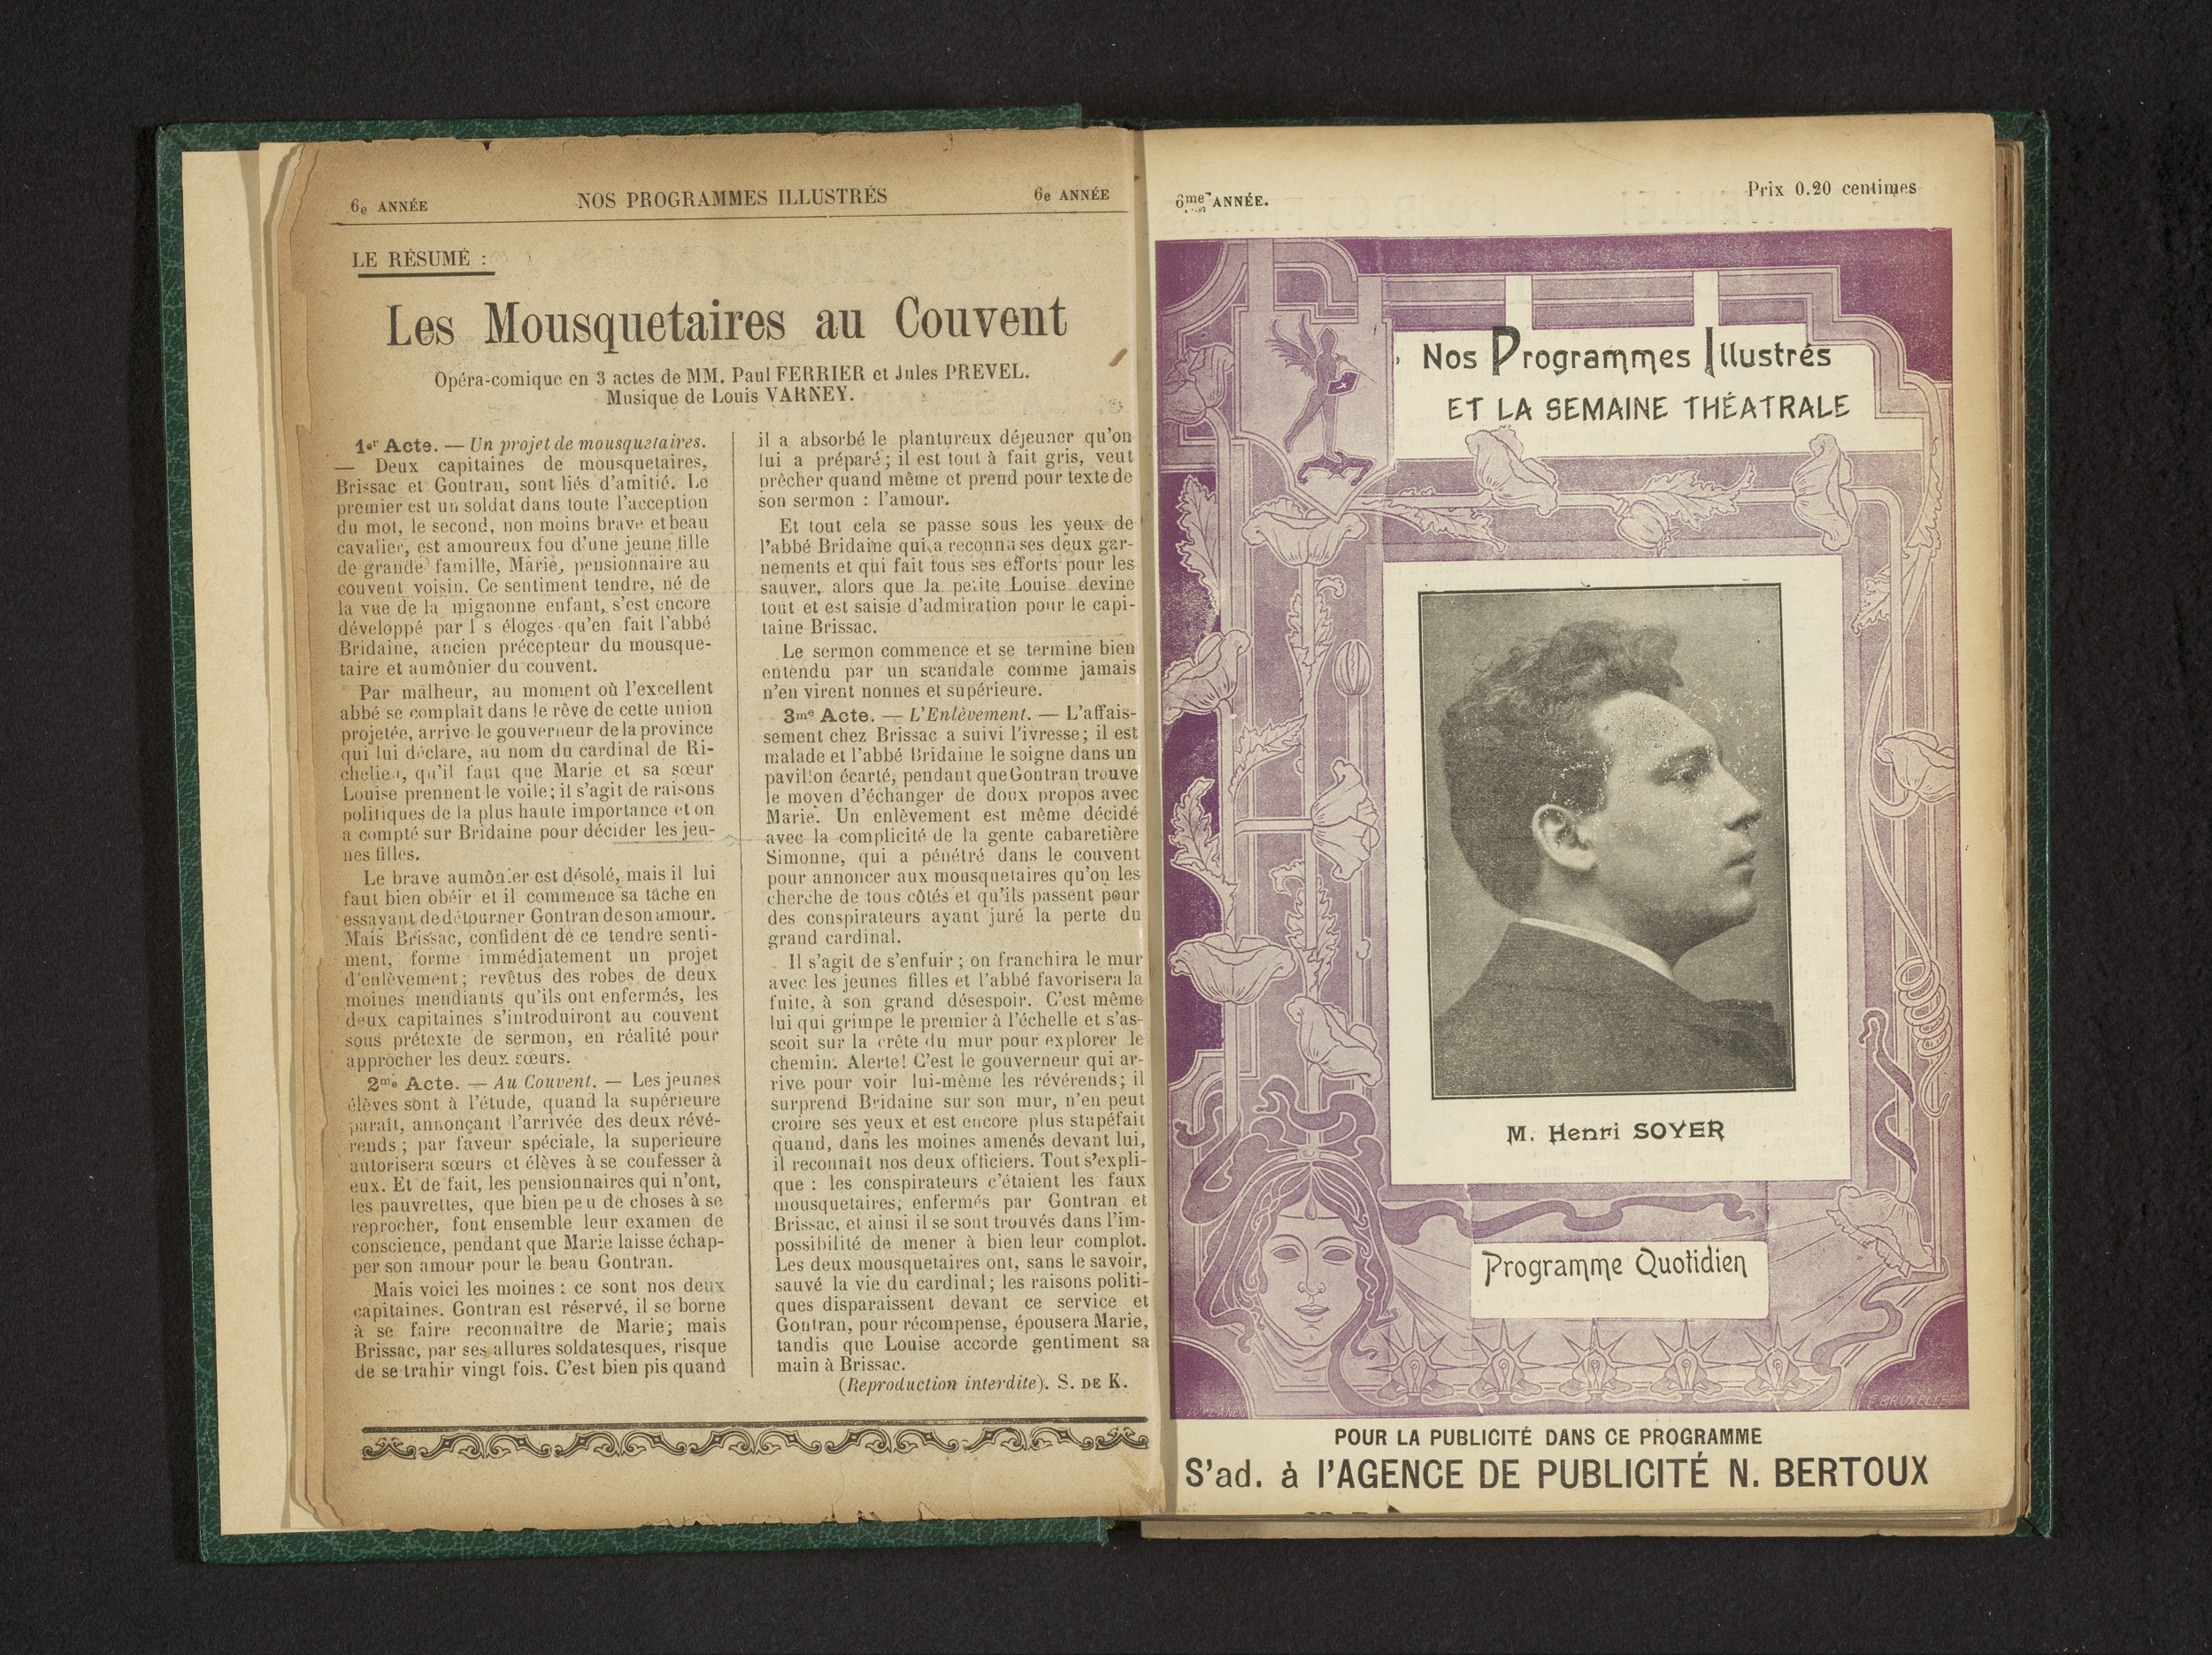 6e ANNÉE NOS PROGRAMMES ILLUSTRÉS 6e ANNÉE
LE RÉSUMÉ :
Les Mousquetaires au Couvent
Opéra-comique en 3 actes de MM. Paul FERRIER et Jules PREVEL.
Musique de Louis VARNEY.
1er Acte. — Un projet de mousquetaires.
— Deux capitaines de mousquetaires,
Brissac et Gontran, sont liés d'amitié. Le
premier est un soldat dans toute l'acception
du mot, le second, non moins brave et beau
cavalier, est amoureux fou d'une jeune fille
de grande famille, Marie, pensionnaire au
couvent voisin. Ce sentiment tendre, né de
la vue de la mignonne enfant, s'est encore
développé par l s éloges qu'en fait l'abbé
Bridaine, ancien précepteur du mousque-
taire et aumônier du couvent.
Par malheur, au moment où l'excellent
abbé se complaît dans le rêve de cette union
projetée, arrive le gouverneur de la province
qui lui déclare, au nom du cardinal de Ri-
chelieu, qu'il faut que Marie et sa sœur
Louise prennent le voile; il s'agit de raisons
politiques de la plus haute importance et on
a compté sur Bridaine pour décider les jeu-
nes filles.
Le brave aumônier est désolé, mais il lui
faut bien obéir et il commence sa tâche en
essayant de détourner Gontran de son amour.
Mais Brissac, confident de ce tendre senti-
ment, forme immédiatement un projet
d'enlèvement; revêtus des robes de deux
moines mendiants qu'ils ont enfermés, les
deux capitaines s'introduiront au couvent
sous prétexte de sermon, en réalité pour
approcher les deux sœurs.
2me Acte. — Au Couvent. — Les jeunes
élèves sont à l'étude, quand la supérieure
paraît, annonçant l'arrivée des deux révé-
rends; par faveur spéciale, la superieure
autorisera sœurs et élèves à se confesser à
eux. Et de fait, les pensionnaires qui n'ont,
les pauvrettes, que bien peu de choses à se
reprocher, font ensemble leur examen de
conscience, pendant que Marie laisse échap-
per son amour pour le beau Gontran.
Mais voici les moines : ce sont nos deux
capitaines. Gontran est réservé, il se borne
à se faire reconnaître de Marie; mais
Brissac, par ses allures soldatesques, risque
de se trahir vingt fois. C'est bien pis quand
il a absorbé le plantureux déjeuner qu'on
lui a préparé; il est tout à fait gris, veut
prêcher quand même et prend pour texte de
son sermon : l'amour.
Et tout cela se passe sous les yeux de
l'abbé Bridaine qui a reconnu ses deux gar-
nements et qui fait tous ses efforts pour les
sauver, alors que la petite Louise devine
tout et est saisie d'admiration pour le capi-
taine Brissac.
Le sermon commence et se termine bien
entendu par un scandale comme jamais
n'en virent nonnes et supérieure.
3me Acte. — L'Enlèvement. — L'affais-
sement chez Brissac a suivi l'ivresse; il est
malade et l'abbé Bridaine le soigne dans un
pavillon écarté, pendant que Gontran trouve
le moyen d'échanger de doux propos avec
Marie. Un enlèvement est même décidé
avec la complicité de la gente cabaretière
Simonne, qui a pénétré dans le couvent
pour annoncer aux mousquetaires qu'on les
cherche de tous côtés et qu'ils passent pour
des conspirateurs ayant juré la perte du
grand cardinal.
Il s'agit de s'enfuir; on franchira le mur
avec les jeunes filles et l'abbé favorisera la
fuite, à son grand désespoir. C'est même
lui qui grimpe le premier à l'échelle et s'as-
seoit sur la crête du mur pour explorer le
chemin. Alerte! C'est le gouverneur qui ar-
rive pour voir lui-même les révérends; il
surprend Bridaine sur son mur, n'en peut
croire ses yeux et est encore plus stupéfait
quand, dans les moines amenés devant lui,
il reconnaît nos deux officiers. Tout s'expli-
que : les conspirateurs c'étaient les faux
mousquetaires; enfermés par Gontran et
Brissac, et ainsi il se sont trouvés dans l'im-
possibilité de mener à bien leur complot.
Les deux mousquetaires ont, sans le savoir,
sauvé la vie du cardinal; les raisons politi-
ques disparaissent devant ce service et
Gontran, pour récompense, épousera Marie,
tandis que Louise accorde gentiment sa
main à Brissac.
(Reproduction interdite). S. DE K.
6me ANNÉE. Prix 0.20 centimes
Nos Programmes Illustrés
ET LA SEMAINE THÉATRALE
M. Henri SOYER
Programme Quotidien
POUR LA PUBLICITÉ DANS CE PROGRAMME
S'ad. à l'AGENCE DE PUBLICITÉ N. BERTOUX